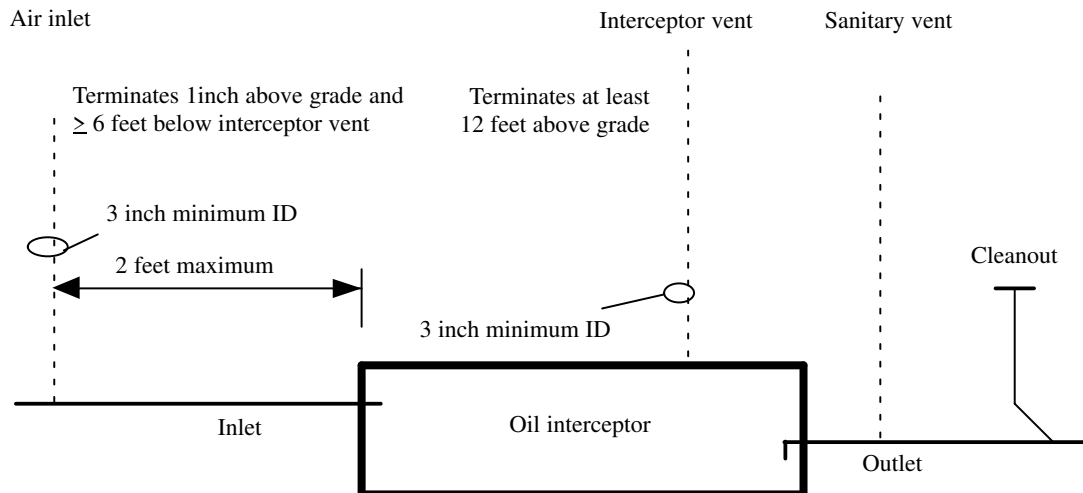 Air inlet
Interceptor vent
Sanitary vent
Terminates 1inch above grade and
≥ 6 feet below interceptor vent
Terminates at least
12 feet above grade
3 inch minimum ID
2 feet maximum
Cleanout
3 inch minimum ID
Inlet
Oil interceptor
Outlet